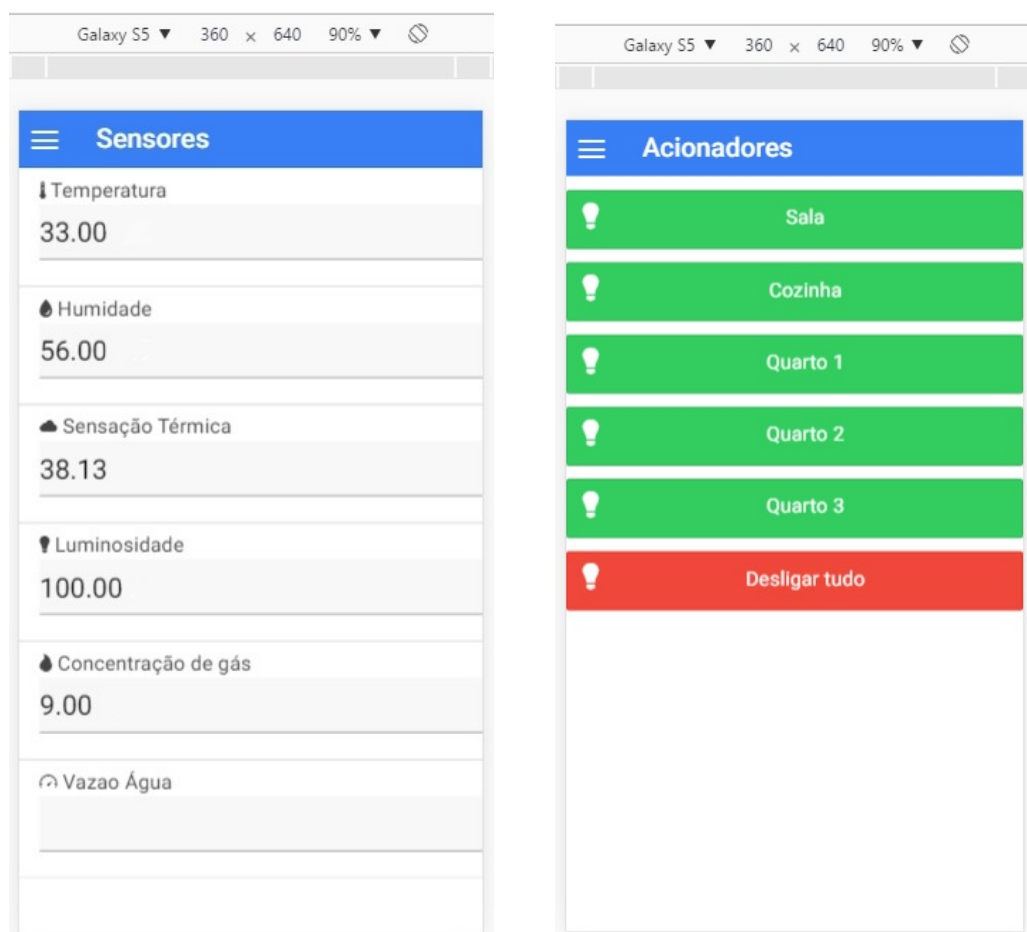 Galaxy S5 ▼ 360 × 640 90% ▼
Sensores
Temperatura
33.00
Humidade
56.00
Sensação Térmica
38.13
Luminosidade
100.00
Concentração de gás
9.00
Vazao Água
Galaxy S5 ▼ 360 × 640 90% ▼
Acionadores
Sala
Cozinha
Quarto 1
Quarto 2
Quarto 3
Desligar tudo